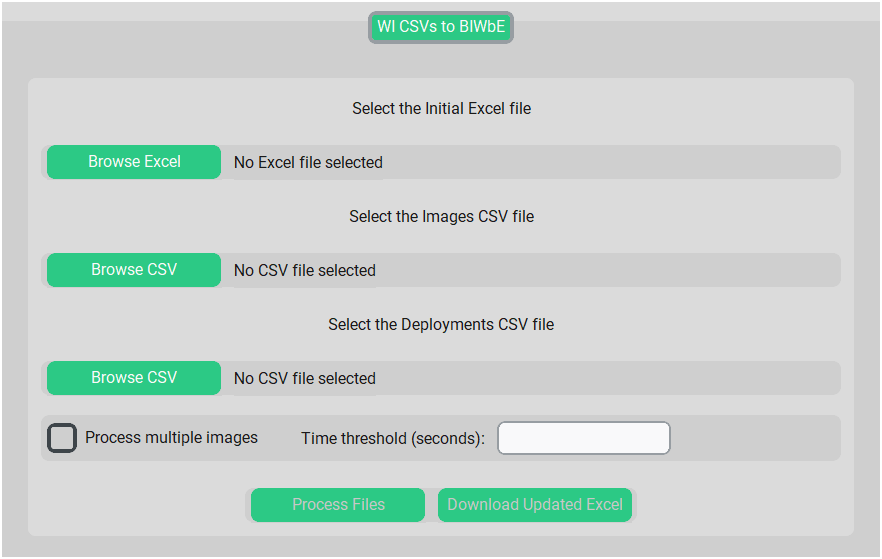 WI CSVs to BIWbE
Select the Initial Excel file
Browse Excel No Excel file selected
Select the Images CSV file
Browse CSV No CSV file selected
Select the Deployments CSV file
Browse CSV No CSV file selected
Process multiple images Time threshold (seconds):
Process Files Download Updated Excel